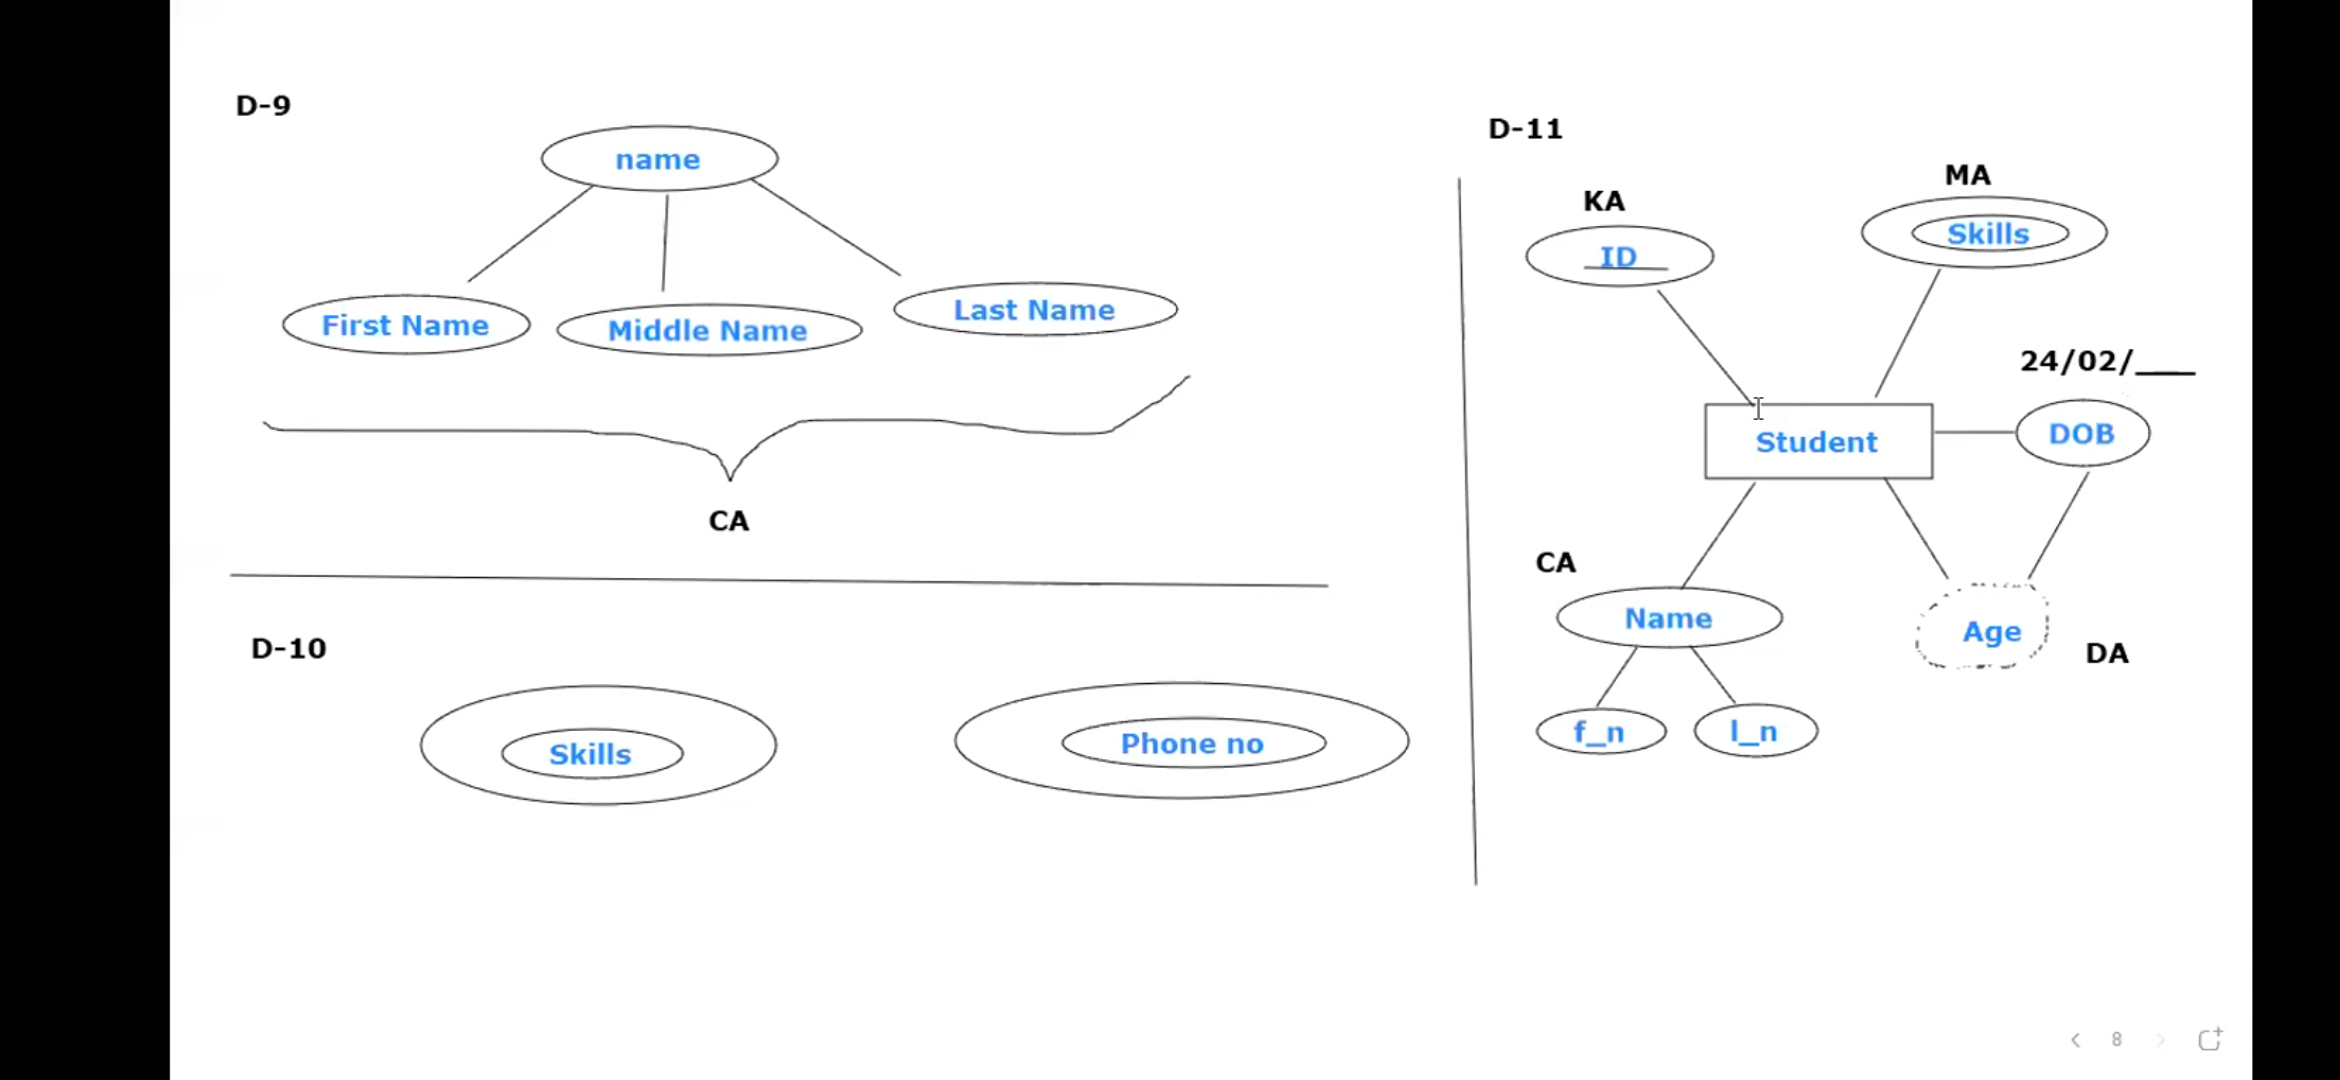 D-9
name
First Name
Middle Name
Last Name
CA
D-10
Skills
Phone no
D-11
KA
ID
MA
Skills
24/02/___
Student
DOB
CA
Name
Age
DA
f_n
l_n
8